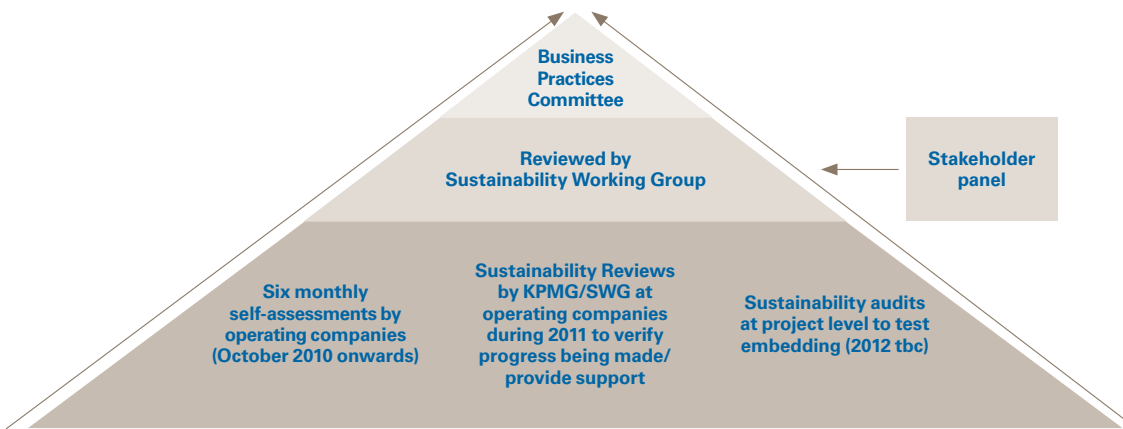 Business
Practices
Committee
Reviewed by
Sustainability Working Group
Stakeholder
panel
Six monthly
self-assessments by
operating companies
(October 2010 onwards)
Sustainability Reviews
by KPMG/SWG at
operating companies
during 2011 to verify
progress being made/
provide support
Sustainability audits
at project level to test
embedding (2012 tbc)